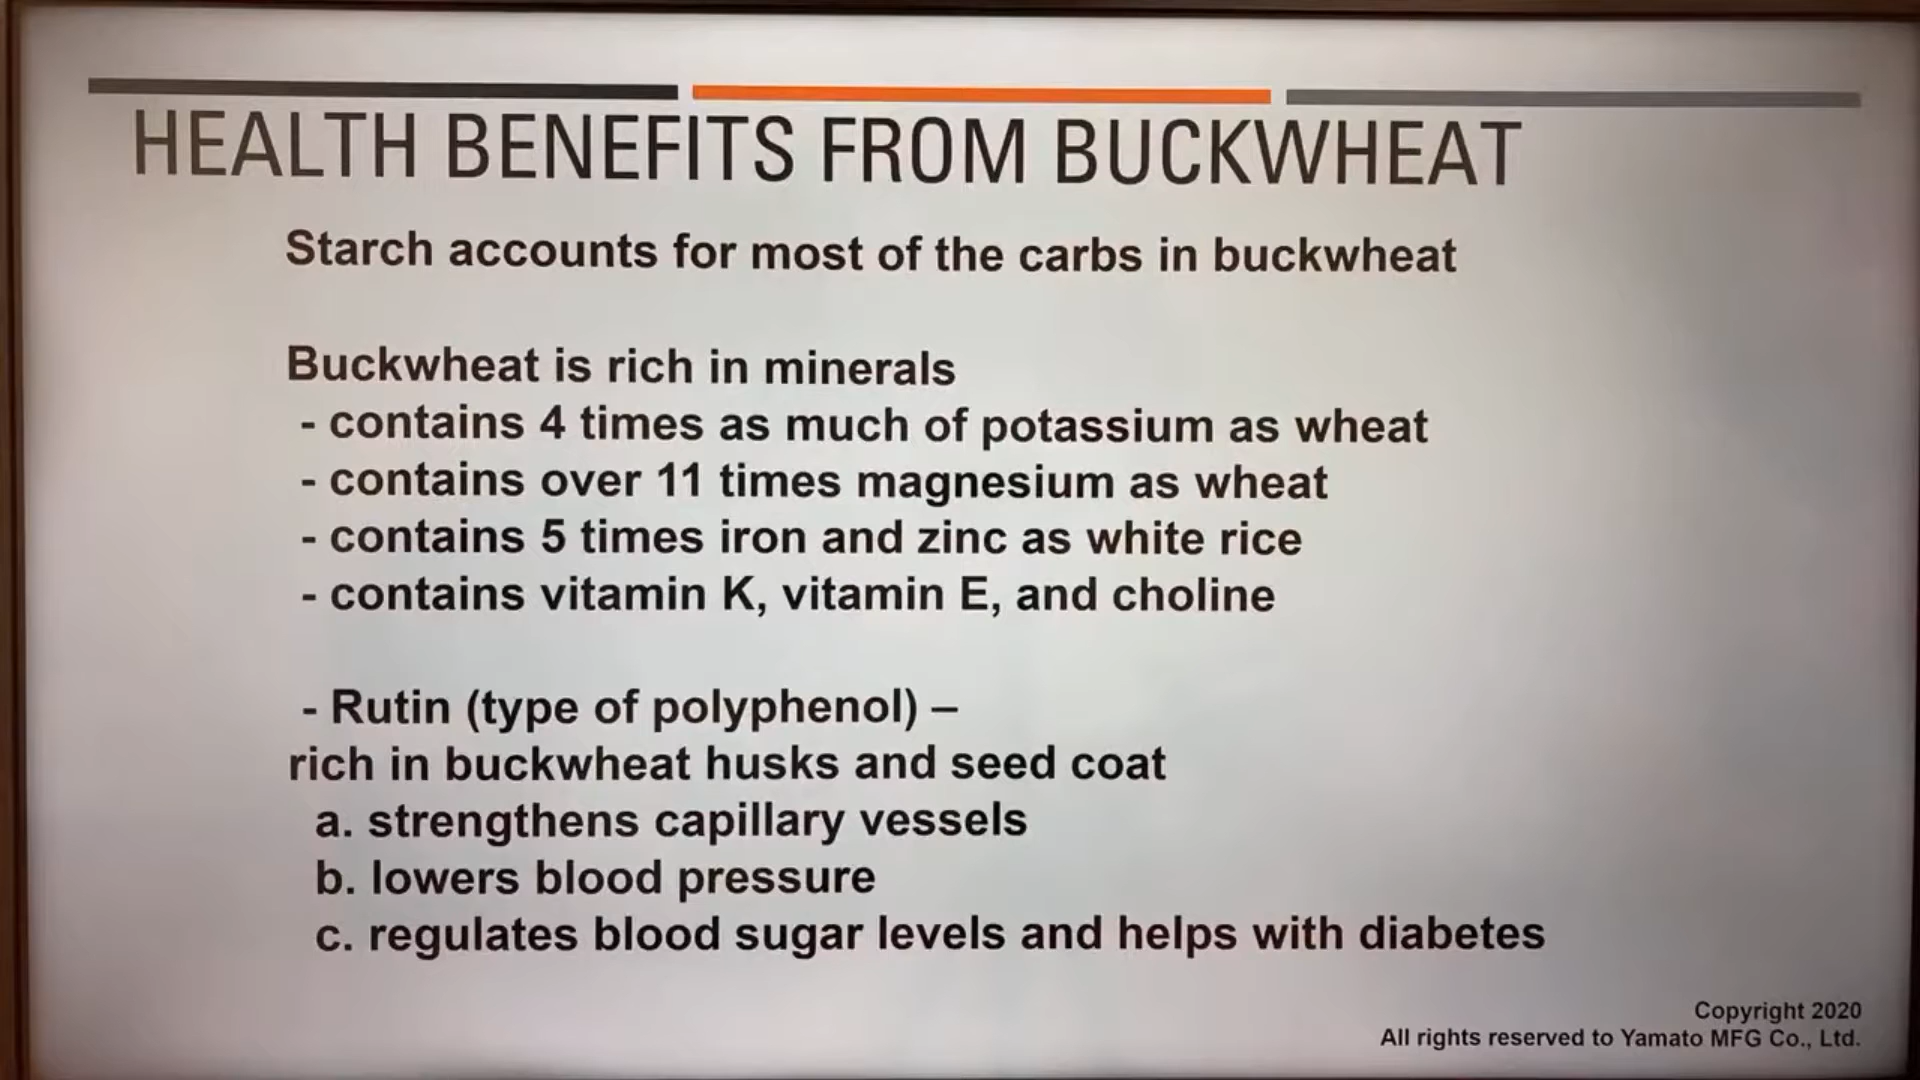 HEALTH BENEFITS FROM BUCKWHEAT
Starch accounts for most of the carbs in buckwheat
Buckwheat is rich in minerals
- contains 4 times as much of potassium as wheat
- contains over 11 times magnesium as wheat
- contains 5 times iron and zinc as white rice
- contains vitamin K, vitamin E, and choline
- Rutin (type of polyphenol) –
rich in buckwheat husks and seed coat
a. strengthens capillary vessels
b. lowers blood pressure
c. regulates blood sugar levels and helps with diabetes
Copyright 2020
All rights reserved to Yamato MFG Co., Ltd.